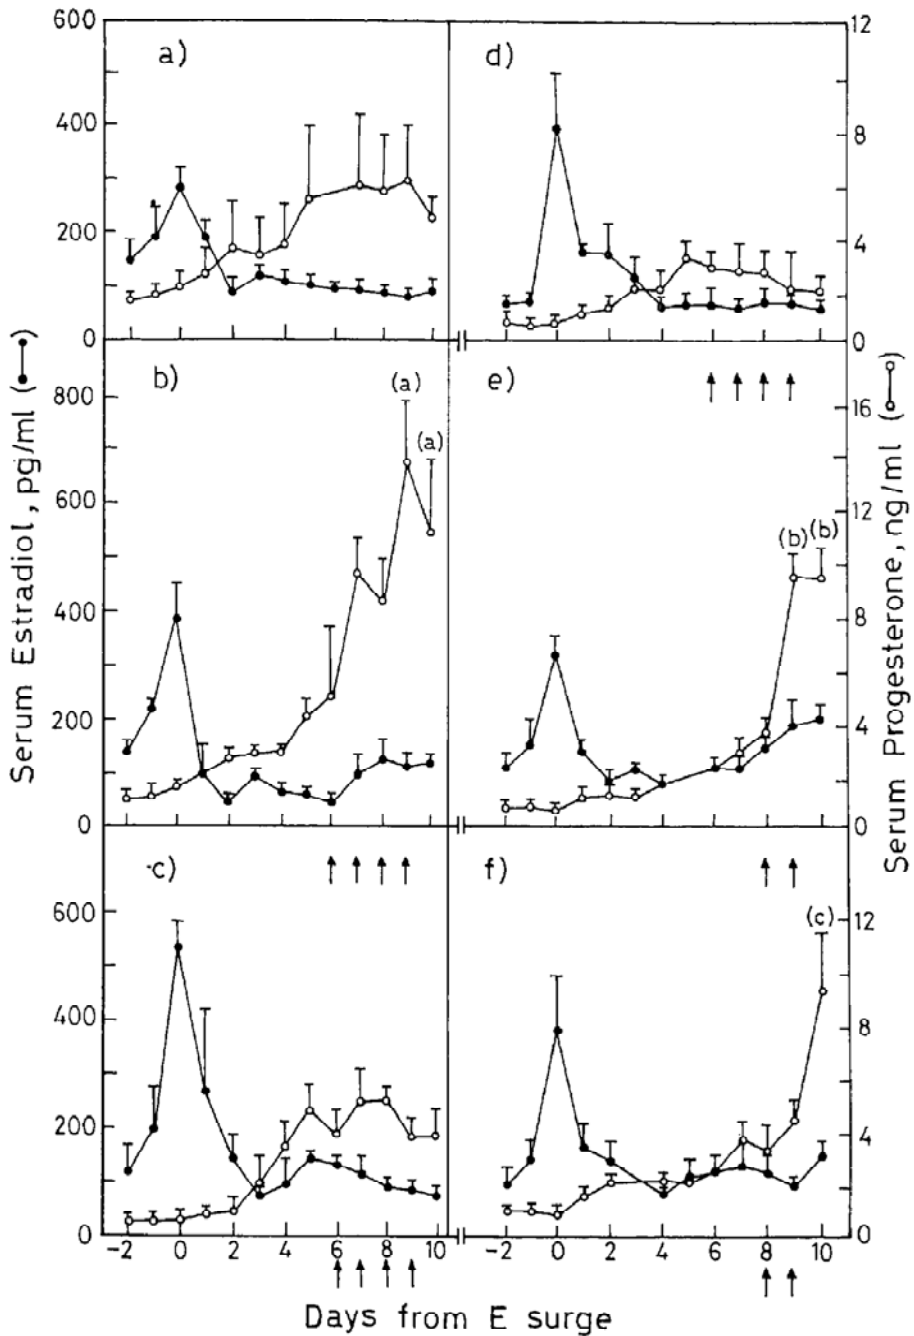 600
400
200
0
a)
d)
12
8
4
0
Serum Estradiol, pg/ml (•—•)
800
600
400
200
0
b)
(a)
(a)
e)
(b) (b)
16
12
8
4
0
Serum Progesterone, ng/ml (o—o)
600
400
200
0
c)
f)
(c)
12
8
4
0
-2 0 2 4 6 8 10
-2 0 2 4 6 8 10
Days from E surge